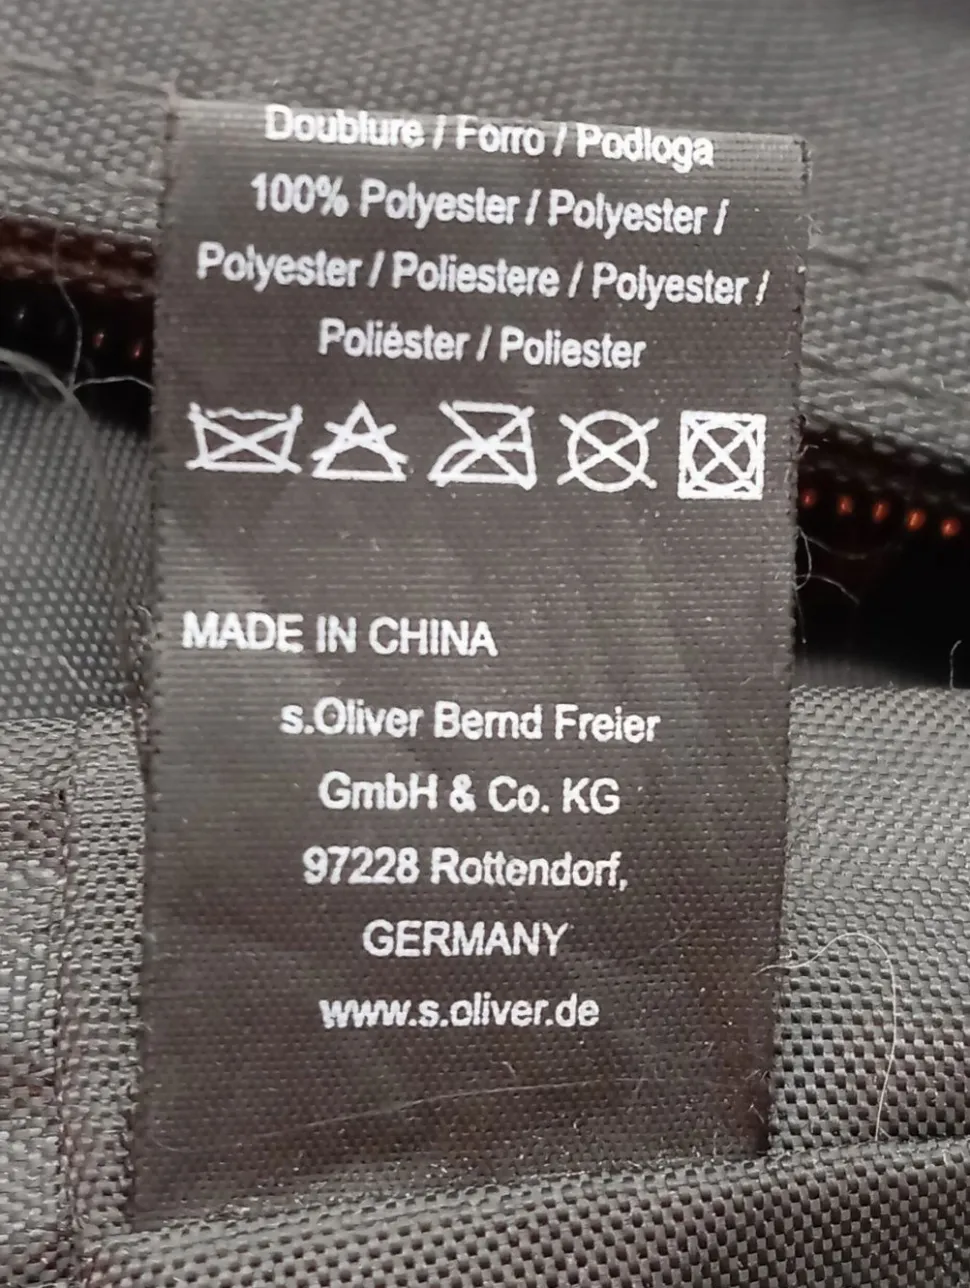 Doublure / Forro / Podloga
100% Polyester / Polyester /
Polyester / Poliestere / Polyester /
Poliéster / Poliester
MADE IN CHINA
s.Oliver Bernd Freier
GmbH & Co. KG
97228 Rottendorf,
GERMANY
www.s.oliver.de